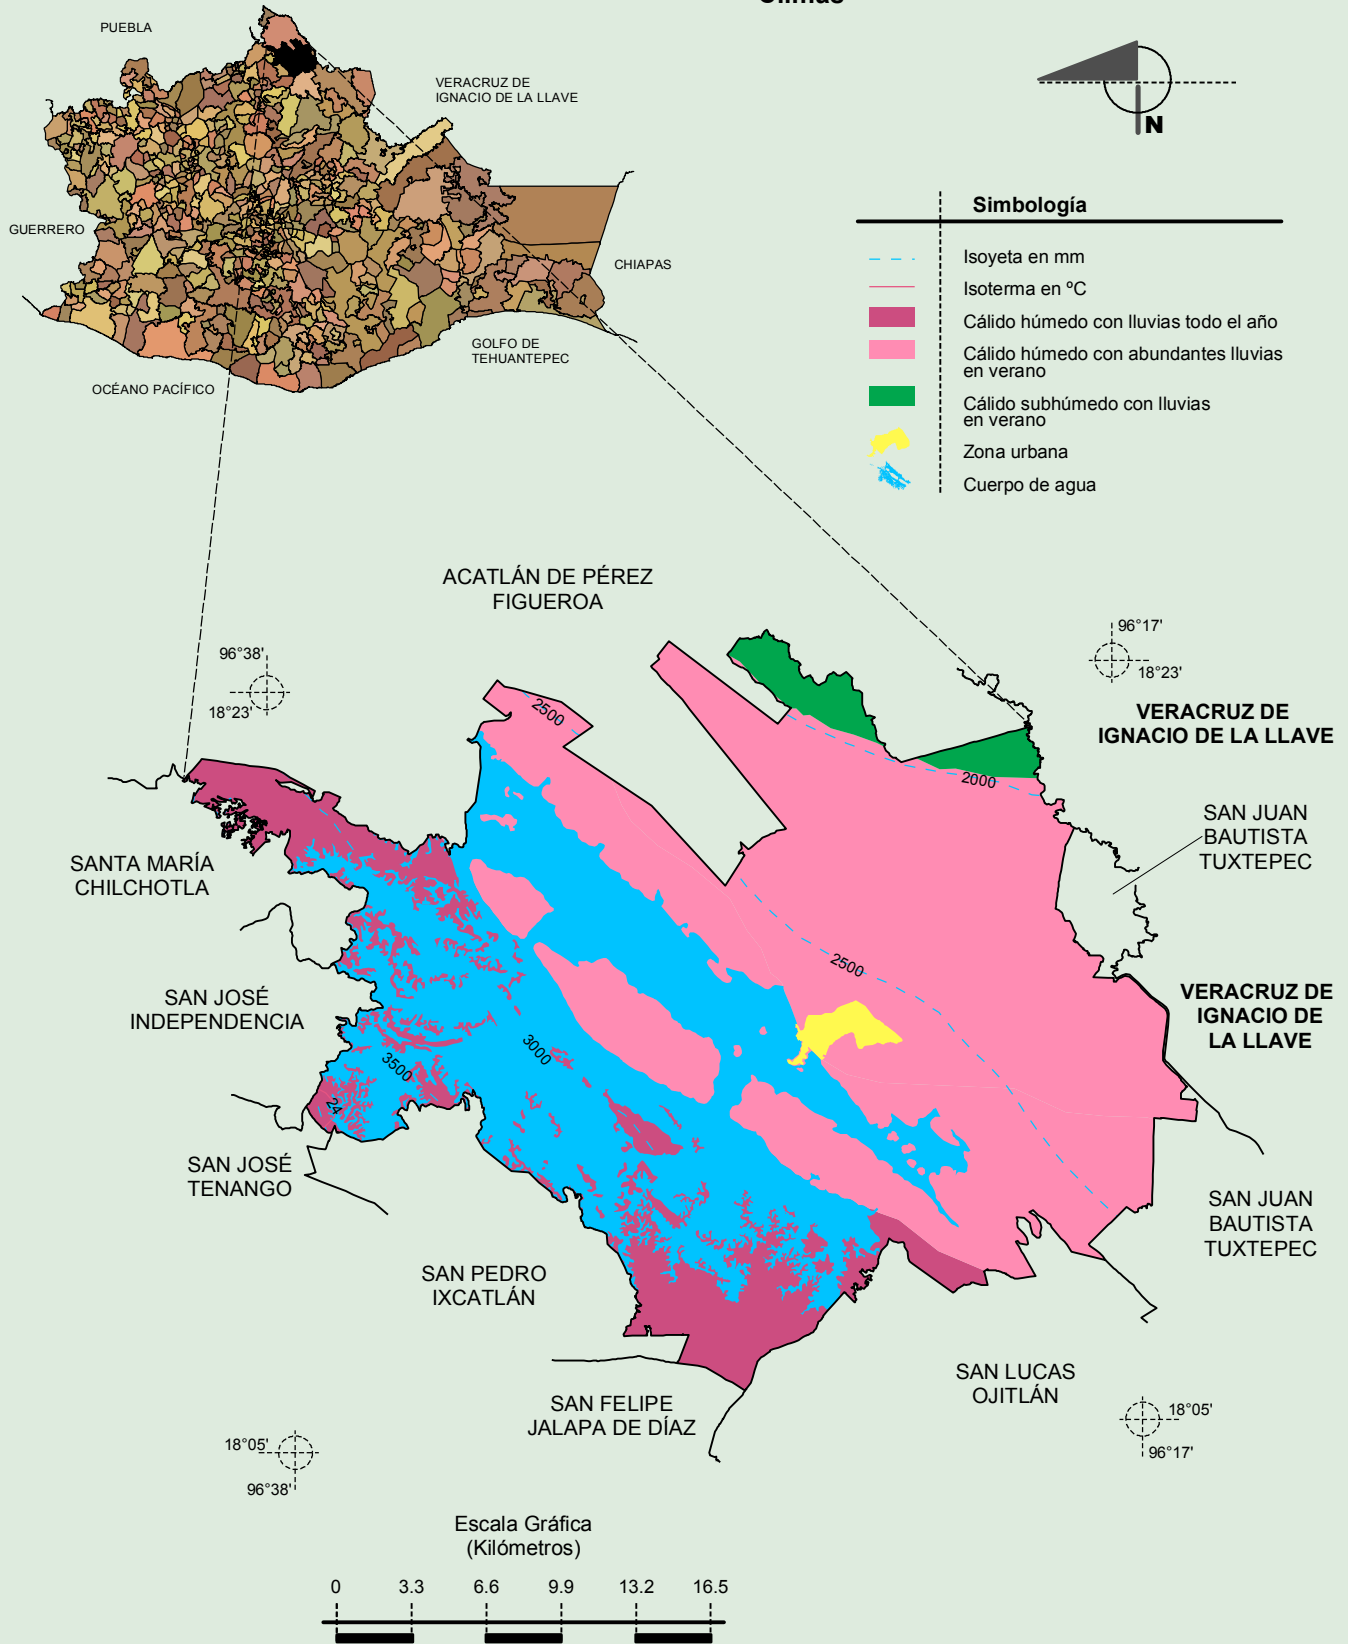 Climas
PUEBLA
VERACRUZ DE
IGNACIO DE LA LLAVE
GUERRERO
CHIAPAS
GOLFO DE
TEHUANTEPEC
OCÉANO PACÍFICO
N
Simbología
Isoyeta en mm
Isoterma en ºC
Cálido húmedo con lluvias todo el año
Cálido húmedo con abundantes lluvias
en verano
Cálido subhúmedo con lluvias
en verano
Zona urbana
Cuerpo de agua
ACATLÁN DE PÉREZ
FIGUEROA
96°38'
18°23'
96°17'
18°23'
VERACRUZ DE
IGNACIO DE LA LLAVE
2500
2000
SAN JUAN
BAUTISTA
TUXTEPEC
SANTA MARÍA
CHILCHOTLA
2500
SAN JOSÉ
INDEPENDENCIA
VERACRUZ DE
IGNACIO DE
LA LLAVE
3000
3500
24
SAN JOSÉ
TENANGO
SAN JUAN
BAUTISTA
TUXTEPEC
SAN PEDRO
IXCATLÁN
SAN LUCAS
OJITLÁN
SAN FELIPE
JALAPA DE DÍAZ
18°05'
96°38'
18°05'
96°17'
Escala Gráfica
(Kilómetros)
0 3.3 6.6 9.9 13.2 16.5